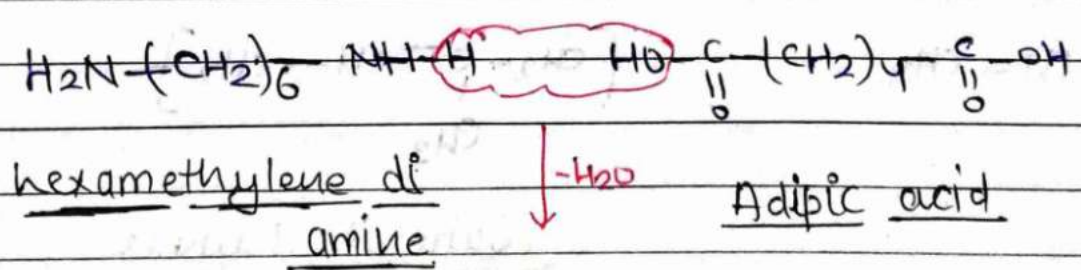 H2N-(CH2)6-NH-H HO-C-(CH2)4-C-OH
|| ||
O O
hexamethylene di -H2O Adipic acid
amine